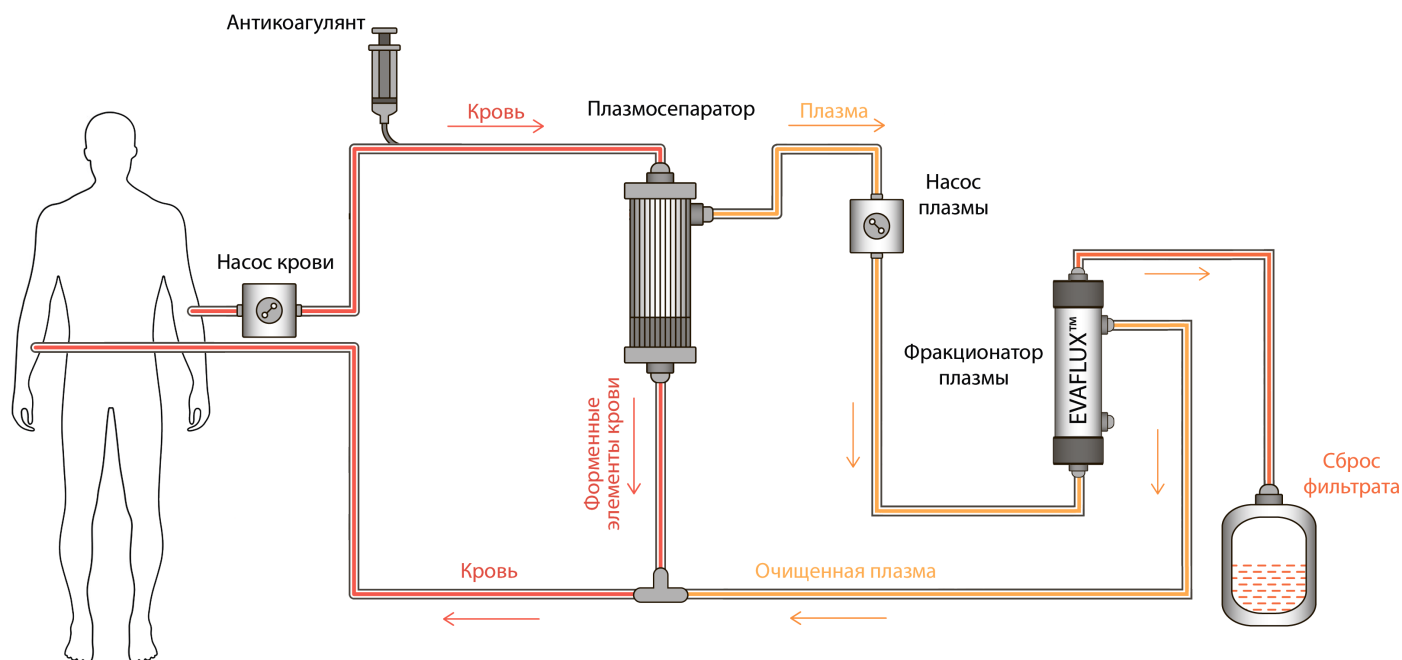 Антикоагулянт
Кровь
Плазмосепаратор
Плазма
Насос
плазмы
Насос крови
Фракционатор
плазмы
EVAFLUX™
Форменные
элементы крови
Сброс
фильтрата
Кровь
Очищенная плазма